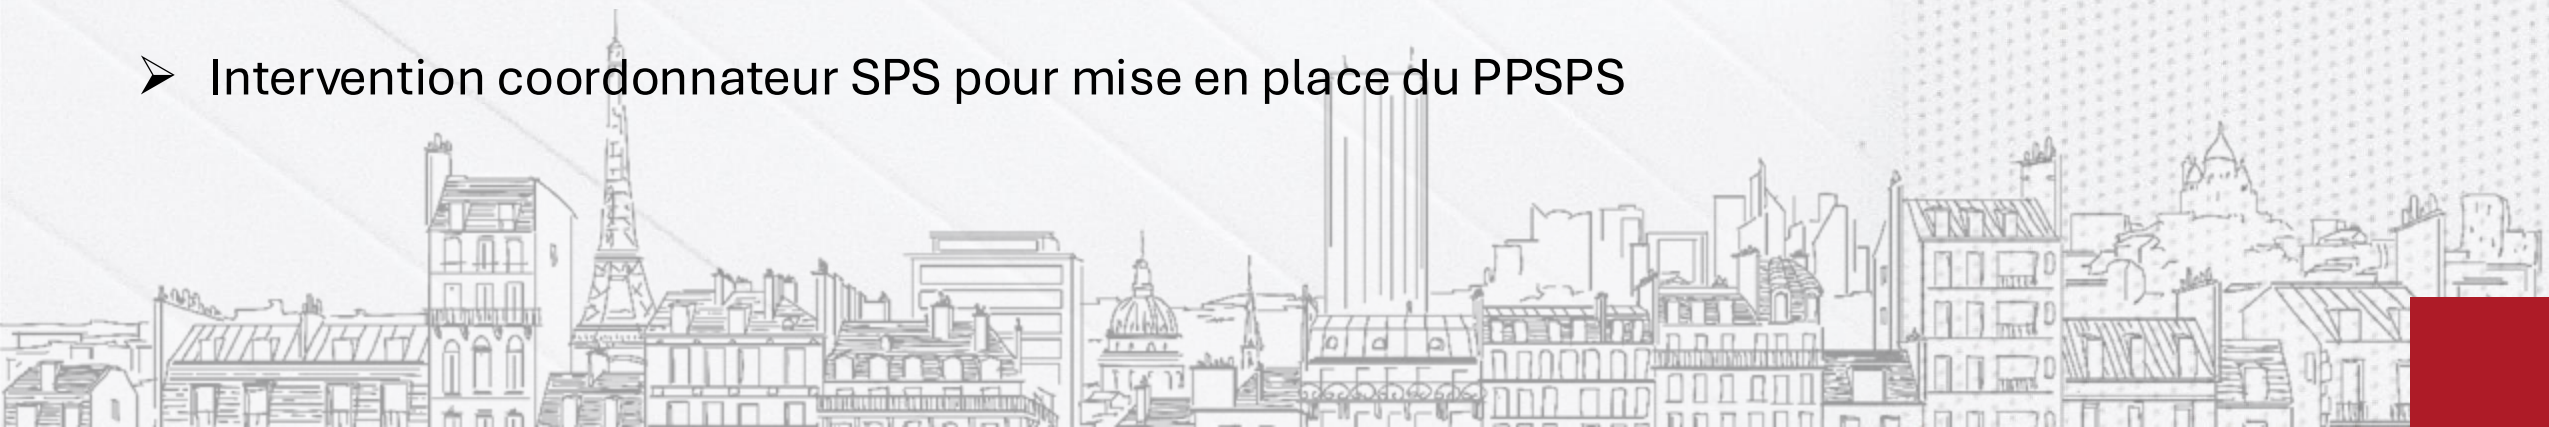 ➢ Intervention coordonnateur SPS pour mise en place du PPSPS